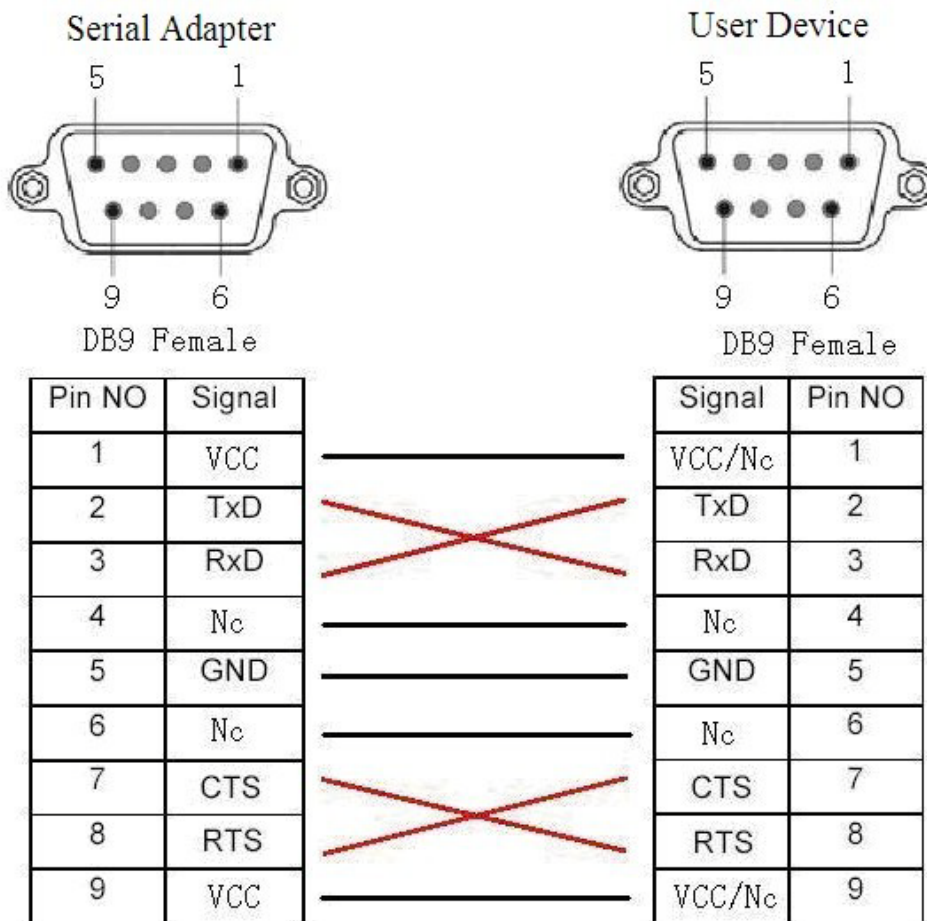 Serial Adapter
User Device
5 1
5 1
9 6
9 6
DB9 Female
DB9 Female
Pin NO Signal
Signal Pin NO
1 VCC
VCC/Nc 1
2 TxD
TxD 2
3 RxD
RxD 3
4 Nc
Nc 4
5 GND
GND 5
6 Nc
Nc 6
7 CTS
CTS 7
8 RTS
RTS 8
9 VCC
VCC/Nc 9